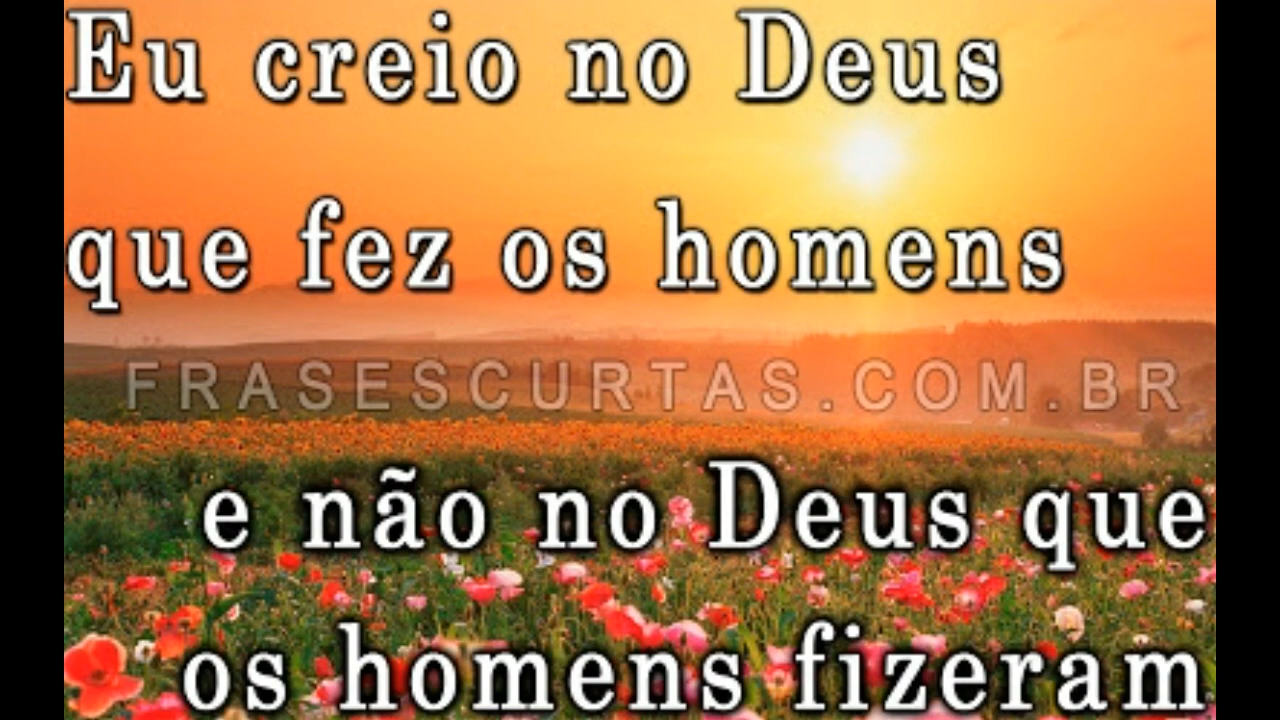 Eu creio no Deus
que fez os homens
FRASESCURTAS.COM.BR
e não no Deus que
os homens fizeram